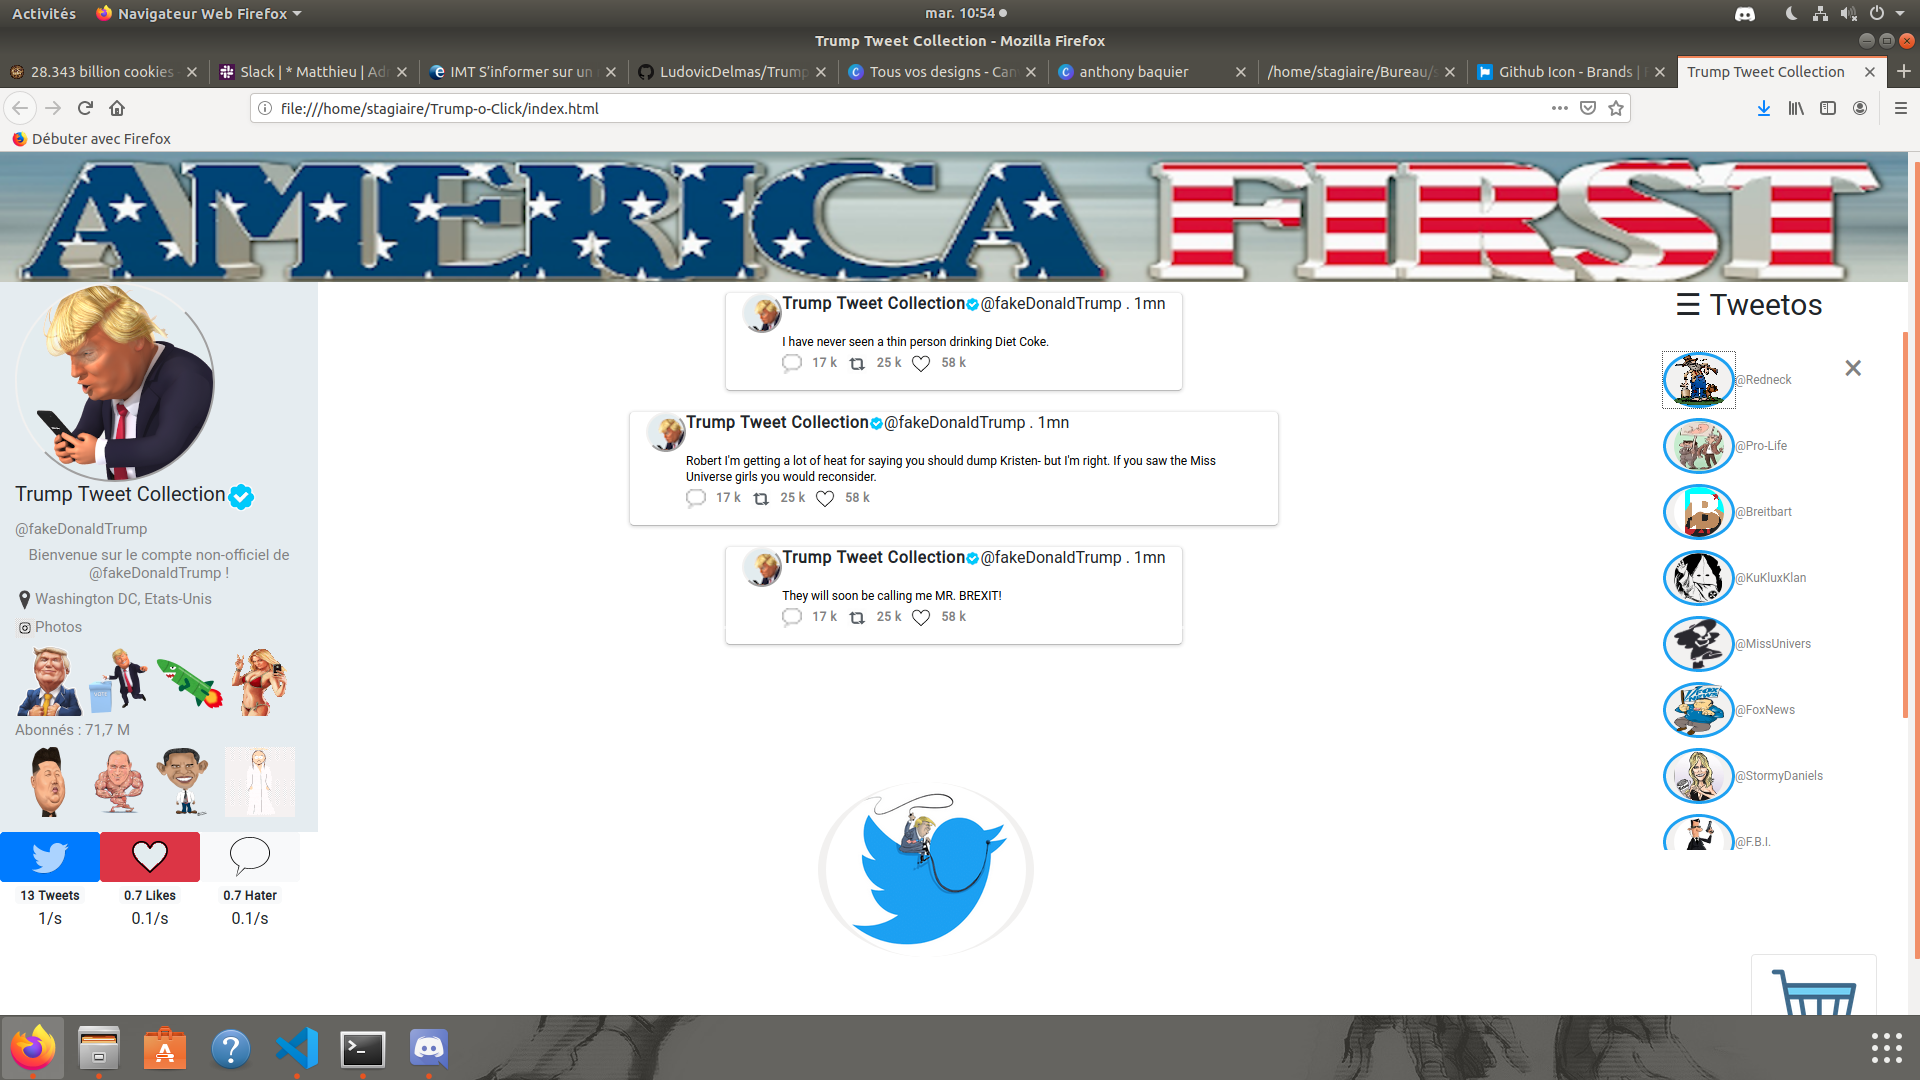 Activités
Navigateur Web Firefox
mar. 10:54
Trump Tweet Collection - Mozilla Firefox
28.343 billion cookies
Slack | * Matthieu | Ad
IMT S'informer sur un
LudovicDelmas/Trump
Tous vos designs - Can
anthony baquier
/home/stagiaire/Bureau/s
Github Icon - Brands |
Trump Tweet Collection
file:///home/stagiaire/Trump-o-Click/index.html
Débuter avec Firefox
AMERICA FIRST
Trump Tweet Collection
@fakeDonaldTrump
Bienvenue sur le compte non-officiel de
@fakeDonaldTrump !
Washington DC, Etats-Unis
Photos
VOTE
Abonnés : 71,7 M
13 Tweets
1/s
0.7 Likes
0.1/s
0.7 Hater
0.1/s
Trump Tweet Collection @fakeDonaldTrump . 1mn
I have never seen a thin person drinking Diet Coke.
17 k 25 k 58 k
Trump Tweet Collection @fakeDonaldTrump . 1mn
Robert I'm getting a lot of heat for saying you should dump Kristen- but I'm right. If you saw the Miss
Universe girls you would reconsider.
17 k 25 k 58 k
Trump Tweet Collection @fakeDonaldTrump . 1mn
They will soon be calling me MR. BREXIT!
17 k 25 k 58 k
☰ Tweetos
@Redneck
@Pro-Life
B
@Breitbart
@KuKluxKlan
@MissUnivers
@FoxNews
@StormyDaniels
@F.B.I.